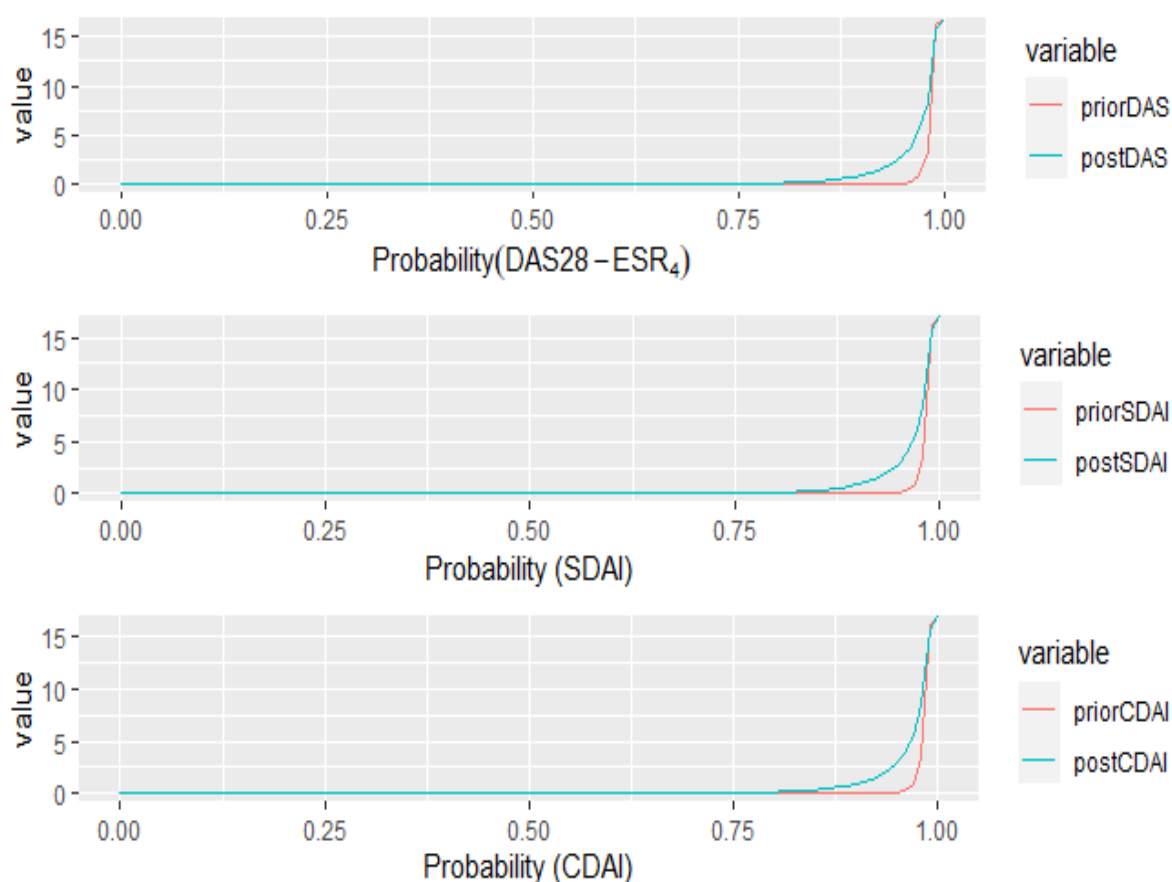 value
15
10
5
0
0.00 0.25 0.50 0.75 1.00
Probability(DAS28 – ESR₄)
variable
priorDAS
postDAS
value
15
10
5
0
0.00 0.25 0.50 0.75 1.00
Probability (SDAI)
variable
priorSDAI
postSDAI
value
15
10
5
0
0.00 0.25 0.50 0.75 1.00
Probability (CDAI)
variable
priorCDAI
postCDAI